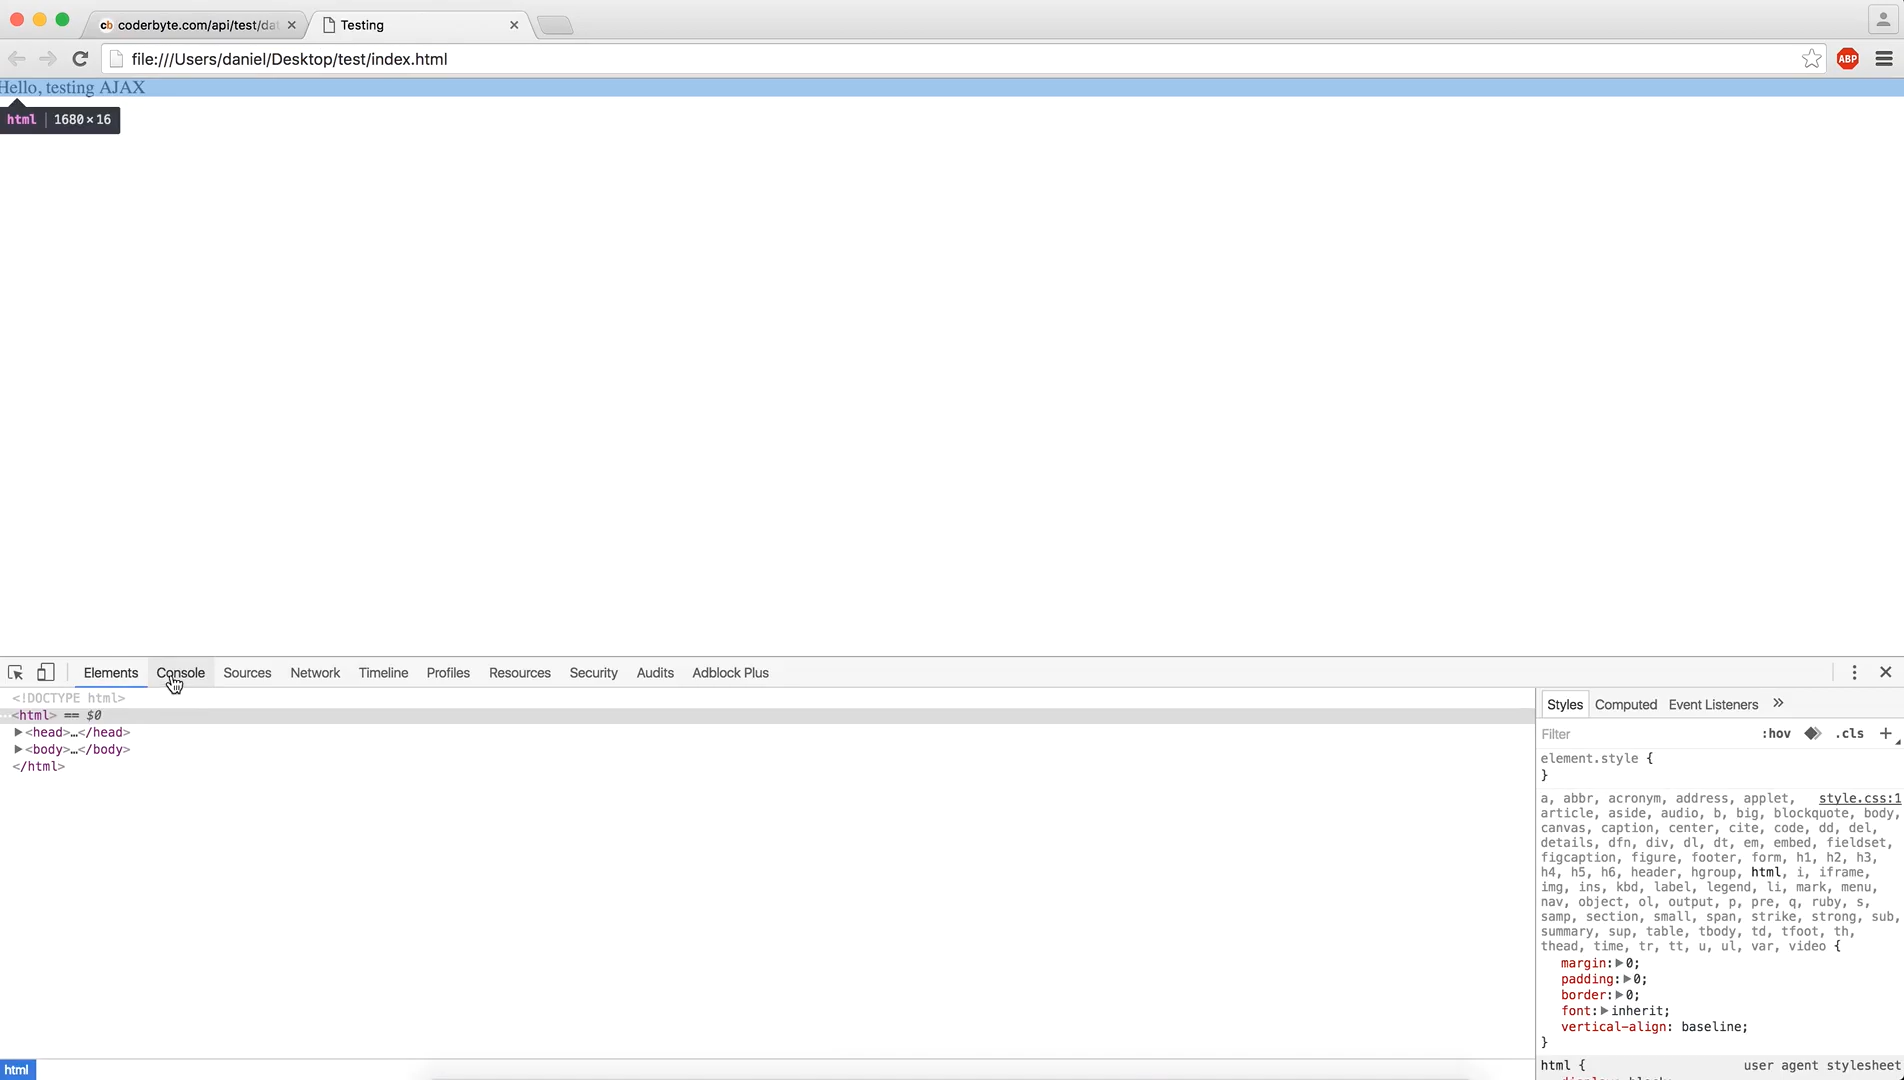 coderbyte.com/api/test/dat
Testing
file:///Users/daniel/Desktop/test/index.html
ABP
Hello, testing AJAX
html 1680×16
Elements Console Sources Network Timeline Profiles Resources Security Audits Adblock Plus
<!DOCTYPE html>
…<html> == $0
▶<head>…</head>
▶<body>…</body>
</html>
html
Styles Computed Event Listeners »
Filter :hov .cls +
element.style {
}
a, abbr, acronym, address, applet, style.css:1
article, aside, audio, b, big, blockquote, body,
canvas, caption, center, cite, code, dd, del,
details, dfn, div, dl, dt, em, embed, fieldset,
figcaption, figure, footer, form, h1, h2, h3,
h4, h5, h6, header, hgroup, html, i, iframe,
img, ins, kbd, label, legend, li, mark, menu,
nav, object, ol, output, p, pre, q, ruby, s,
samp, section, small, span, strike, strong, sub,
summary, sup, table, tbody, td, tfoot, th,
thead, time, tr, tt, u, ul, var, video {
margin:▶0;
padding:▶0;
border:▶0;
font:▶inherit;
vertical-align: baseline;
}
html { user agent stylesheet